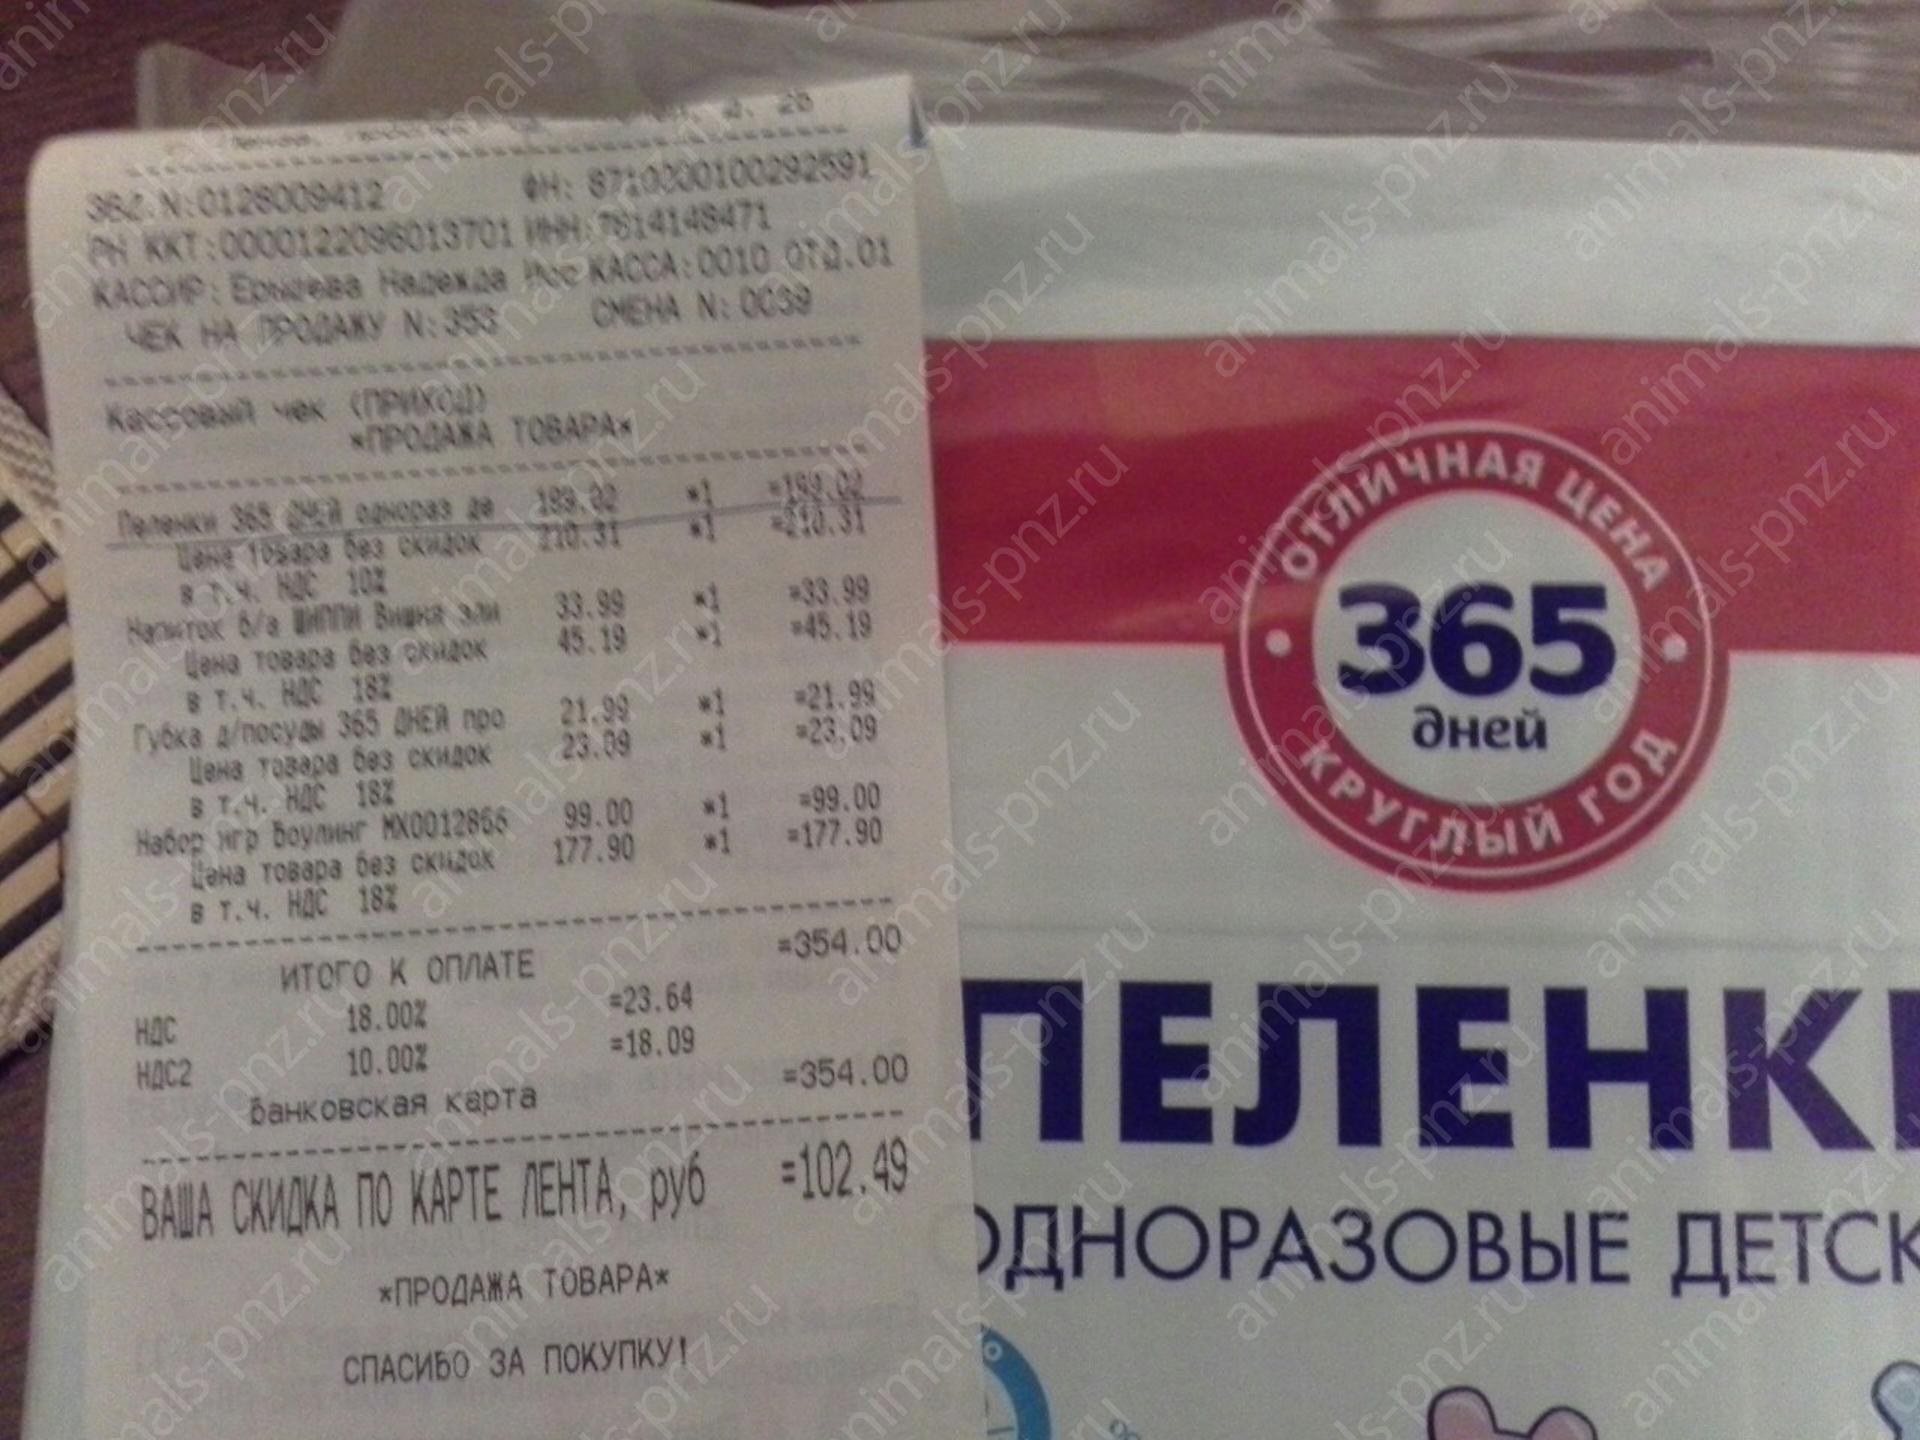 ЗВД.N:0128009412 ФН: 8710000100292591
РН ККТ:0000122096013701 ИНН:7814148471
КАССИР: Надежда КАССА:0010 ОТД.01
ЧЕК НА ПРОДАЖУ N:353 СМЕНА N:0039
Кассовый чек (ПРИХОД)
*ПРОДАЖА ТОВАРА*
Пеленки 365 ДНЕЙ однораз де 199.02 *1 =199.02
Цена товара без скидок 210.31 *1 =210.31
в т.ч. НДС 10%
Напиток б/а ШИППИ Вишня эли 33.99 *1 =33.99
Цена товара без скидок 45.19 *1 =45.19
в т.ч. НДС 18%
Губка д/посуды 365 ДНЕЙ про 21.99 *1 =21.99
Цена товара без скидок 23.09 *1 =23.09
в т.ч. НДС 18%
Набор игр Боулинг MX0012866 99.00 *1 =99.00
Цена товара без скидок 177.90 *1 =177.90
в т.ч. НДС 18%
ИТОГО К ОПЛАТЕ =354.00
НДС 18.00% =23.64
НДС2 10.00% =18.09
Банковская карта =354.00
ВАША СКИДКА ПО КАРТЕ ЛЕНТА, руб =102.49
*ПРОДАЖА ТОВАРА*
СПАСИБО ЗА ПОКУПКУ!
ОТЛИЧНАЯ ЦЕНА
365
дней
КРУГЛЫЙ ГОД
ПЕЛЕНК
ОДНОРАЗОВЫЕ ДЕТСК
animals-pnz.ru